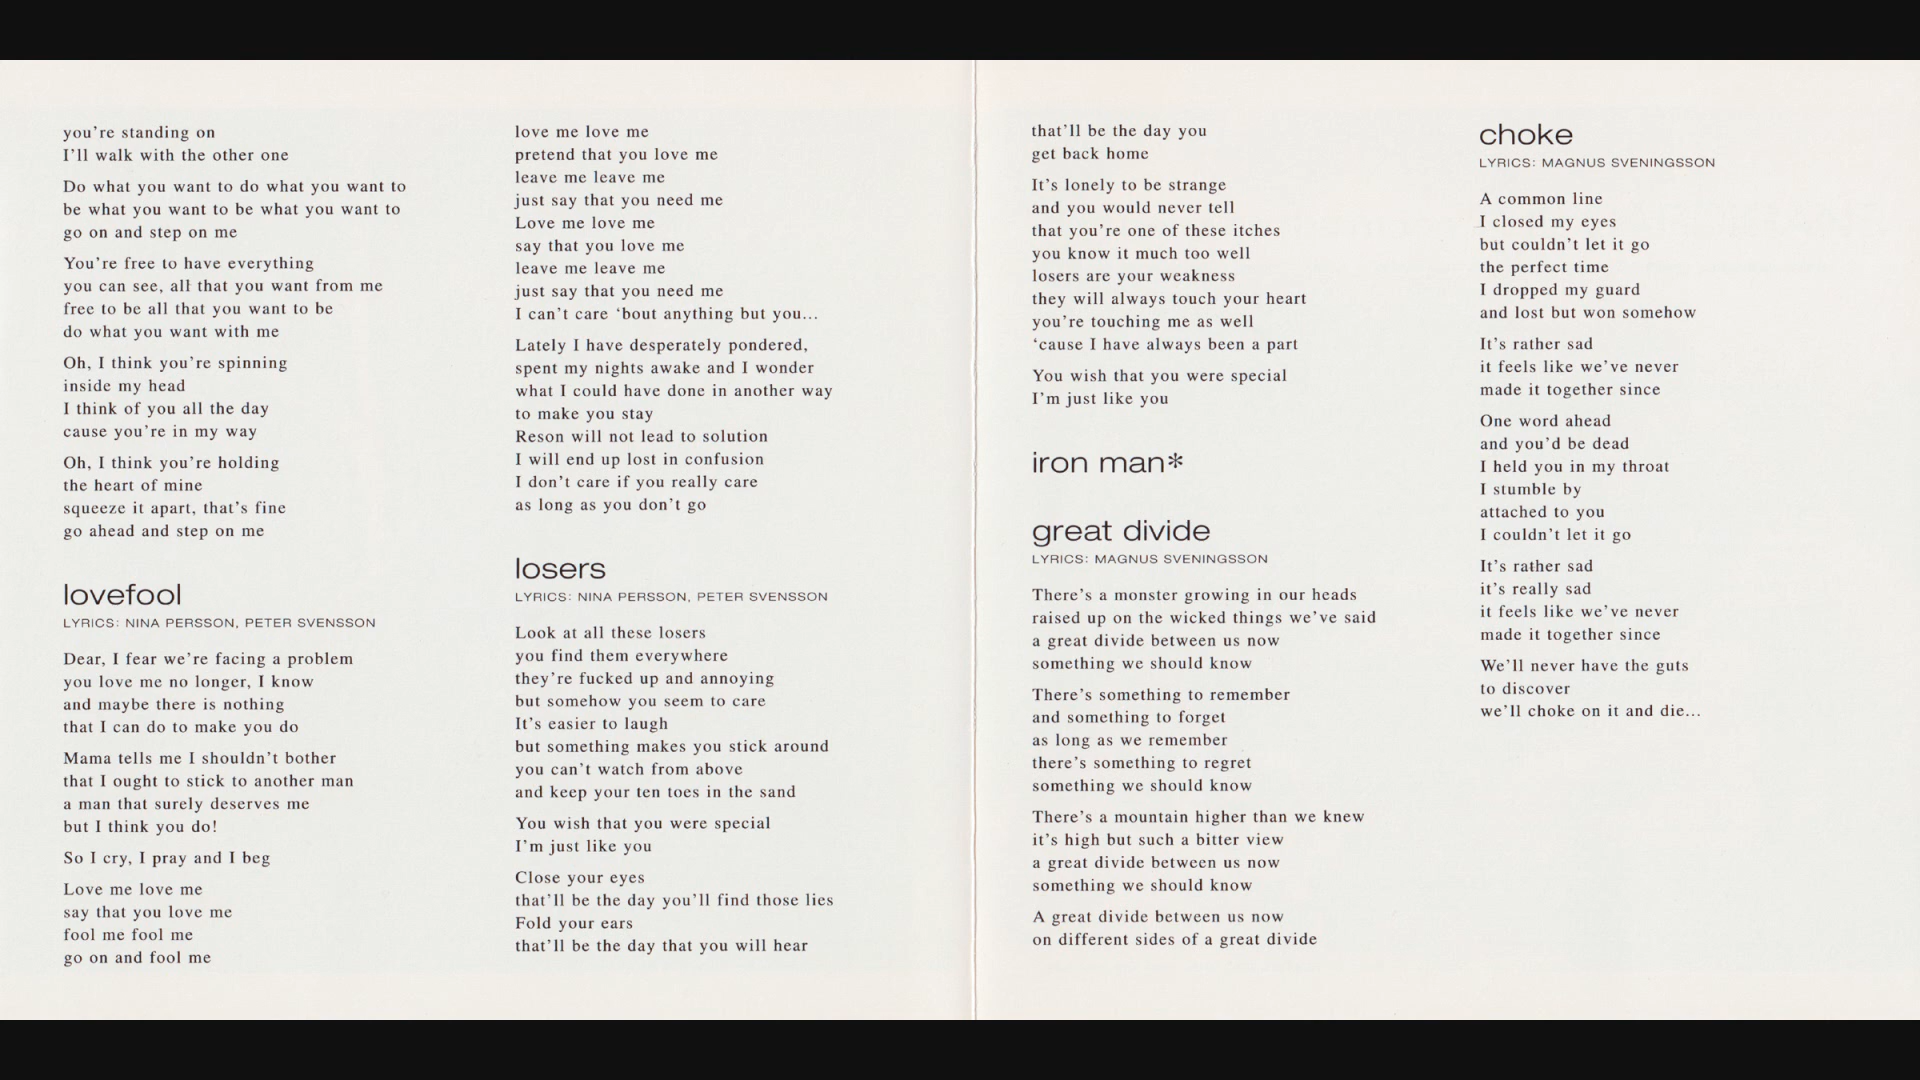 you're standing on
I'll walk with the other one
Do what you want to do what you want to
be what you want to be what you want to
go on and step on me
You're free to have everything
you can see, all that you want from me
free to be all that you want to be
do what you want with me
Oh, I think you're spinning
inside my head
I think of you all the day
cause you're in my way
Oh, I think you're holding
the heart of mine
squeeze it apart, that's fine
go ahead and step on me
lovefool
LYRICS: NINA PERSSON, PETER SVENSSON
Dear, I fear we're facing a problem
you love me no longer, I know
and maybe there is nothing
that I can do to make you do
Mama tells me I shouldn't bother
that I ought to stick to another man
a man that surely deserves me
but I think you do!
So I cry, I pray and I beg
Love me love me
say that you love me
fool me fool me
go on and fool me
love me love me
pretend that you love me
leave me leave me
just say that you need me
Love me love me
say that you love me
leave me leave me
just say that you need me
I can't care ‘bout anything but you...
Lately I have desperately pondered,
spent my nights awake and I wonder
what I could have done in another way
to make you stay
Reson will not lead to solution
I will end up lost in confusion
I don't care if you really care
as long as you don't go
losers
LYRICS: NINA PERSSON, PETER SVENSSON
Look at all these losers
you find them everywhere
they're fucked up and annoying
but somehow you seem to care
It's easier to laugh
but something makes you stick around
you can't watch from above
and keep your ten toes in the sand
You wish that you were special
I'm just like you
Close your eyes
that'll be the day you'll find those lies
Fold your ears
that'll be the day that you will hear
that'll be the day you
get back home
It's lonely to be strange
and you would never tell
that you're one of these itches
you know it much too well
losers are your weakness
they will always touch your heart
you're touching me as well
‘cause I have always been a part
You wish that you were special
I'm just like you
iron man*
great divide
LYRICS: MAGNUS SVENINGSSON
There's a monster growing in our heads
raised up on the wicked things we've said
a great divide between us now
something we should know
There's something to remember
and something to forget
as long as we remember
there's something to regret
something we should know
There's a mountain higher than we knew
it's high but such a bitter view
a great divide between us now
something we should know
A great divide between us now
on different sides of a great divide
choke
LYRICS: MAGNUS SVENINGSSON
A common line
I closed my eyes
but couldn't let it go
the perfect time
I dropped my guard
and lost but won somehow
It's rather sad
it feels like we've never
made it together since
One word ahead
and you'd be dead
I held you in my throat
I stumble by
attached to you
I couldn't let it go
It's rather sad
it's really sad
it feels like we've never
made it together since
We'll never have the guts
to discover
we'll choke on it and die...